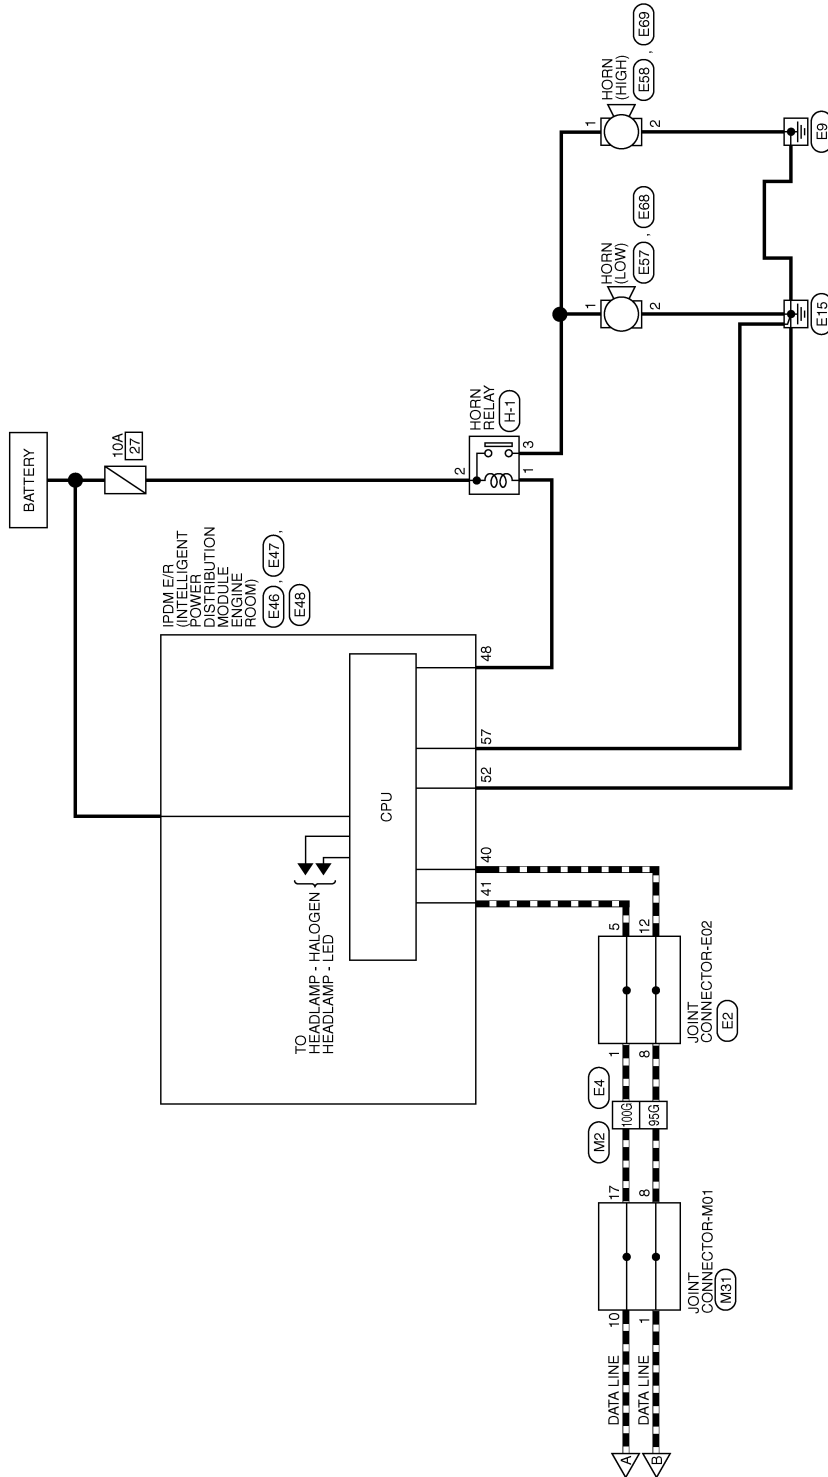 BATTERY
10A
27
IPDM E/R
(INTELLIGENT
POWER
DISTRIBUTION
MODULE
ENGINE
ROOM)
E46 , E47 ,
E48
CPU
TO
HEADLAMP - HALOGEN
HEADLAMP - LED
41
40
52
57
48
HORN
RELAY
H-1
2
1
3
HORN
(LOW)
E57 , E68
1
2
HORN
(HIGH)
E58 , E69
1
2
E15
E9
A
DATA LINE
10
17
B
DATA LINE
1
8
JOINT
CONNECTOR-M01
M31
M2
E4
100G
95G
1
5
8
12
JOINT
CONNECTOR-E02
E2